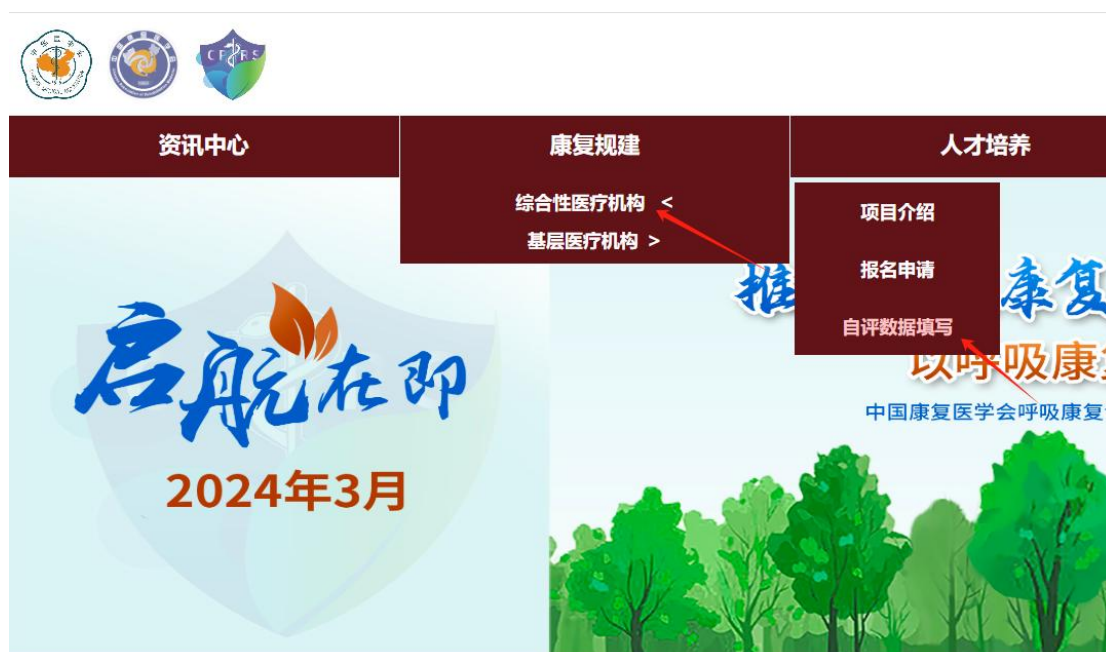 CFRS
资讯中心
康复规建
人才培养
综合性医疗机构 <
基层医疗机构 >
项目介绍
报名申请
自评数据填写
启航在即
2024年3月
推
康复
以呼吸康
中国康复医学会呼吸康复